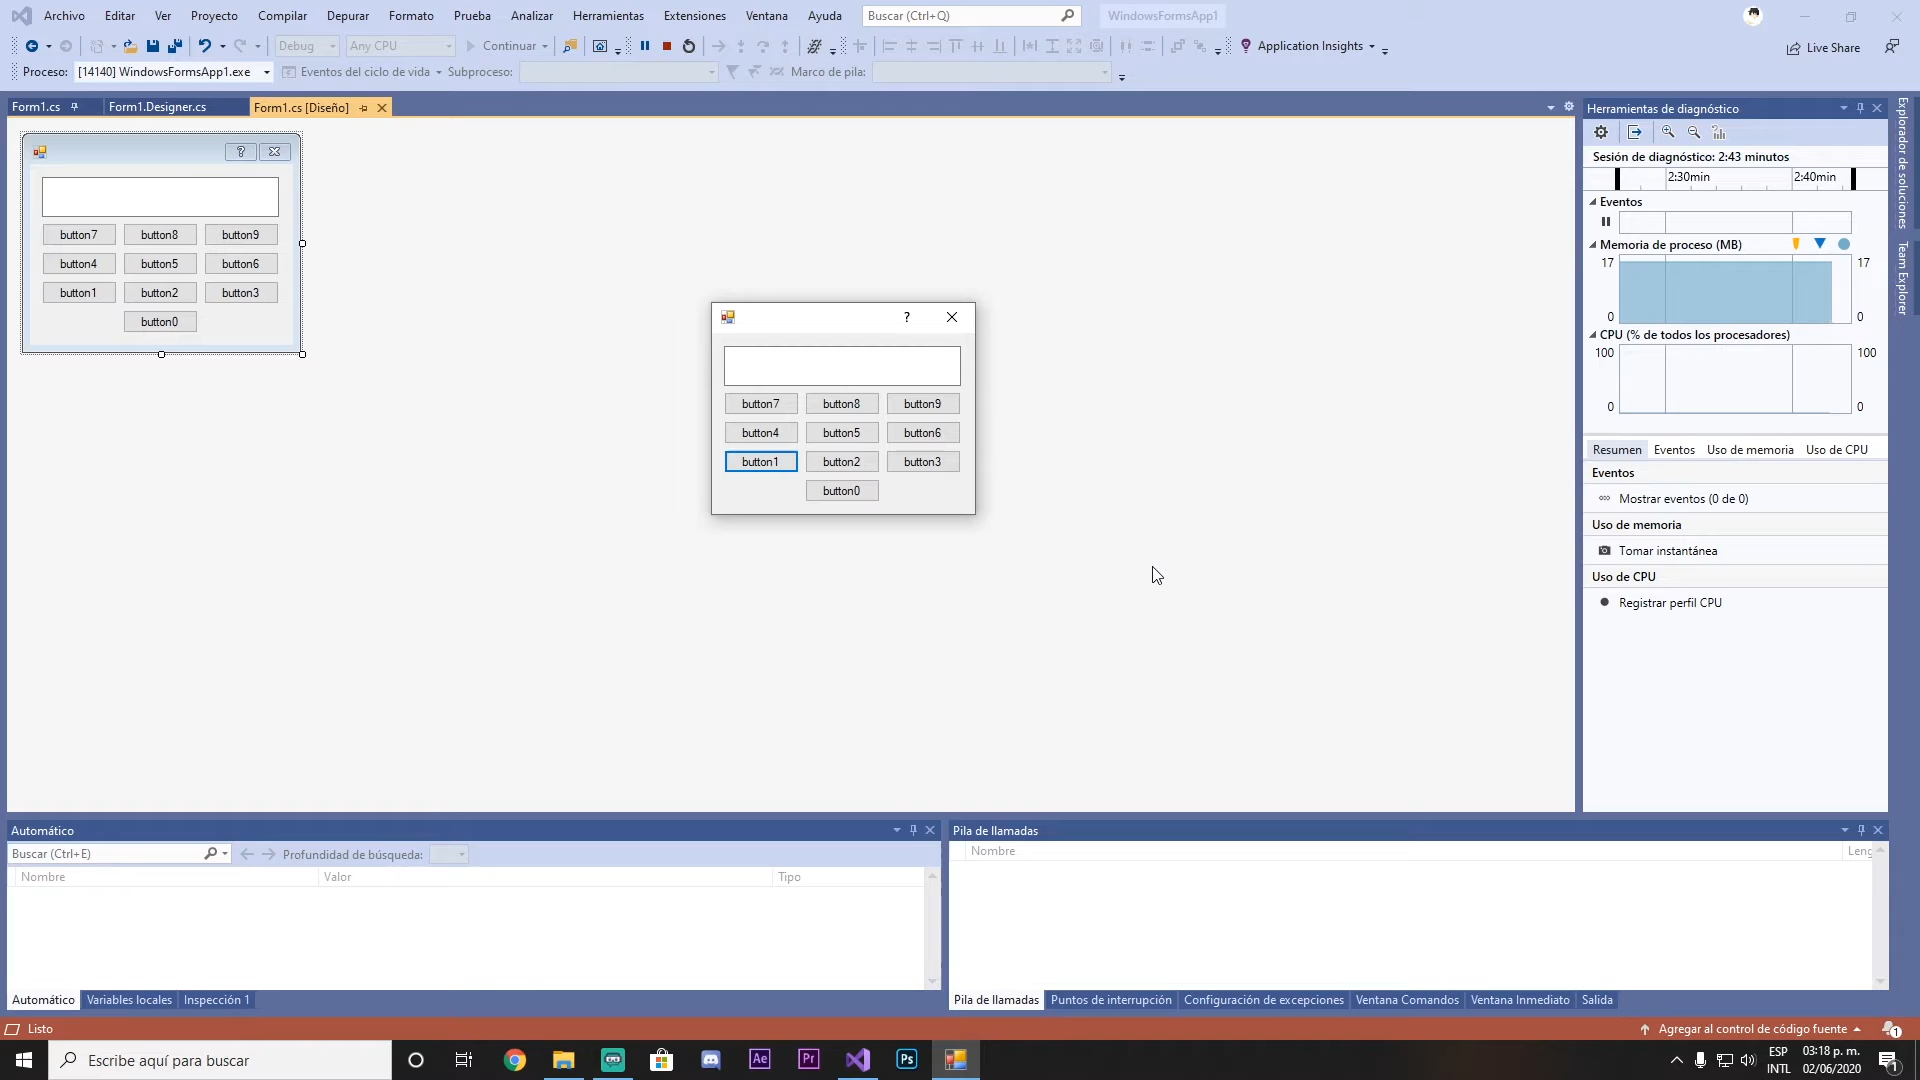 Archivo Editar Ver Proyecto Compilar Depurar Formato Prueba Analizar Herramientas Extensiones Ventana Ayuda Buscar (Ctrl+Q) WindowsFormsApp1
Debug Any CPU Continuar Application Insights Live Share
Proceso: [14140] WindowsFormsApp1.exe Eventos del ciclo de vida Subproceso: Marco de pila:
Form1.cs Form1.Designer.cs Form1.cs [Diseño]
button7 button8 button9
button4 button5 button6
button1 button2 button3
button0
?
button7 button8 button9
button4 button5 button6
button1 button2 button3
button0
Herramientas de diagnóstico
Sesión de diagnóstico: 2:43 minutos
2:30min 2:40min
Eventos
Memoria de proceso (MB)
17 17
0 0
CPU (% de todos los procesadores)
100 100
0 0
Resumen Eventos Uso de memoria Uso de CPU
Eventos
Mostrar eventos (0 de 0)
Uso de memoria
Tomar instantánea
Uso de CPU
Registrar perfil CPU
Explorador de soluciones
Team Explorer
Automático
Buscar (Ctrl+E) Profundidad de búsqueda:
Nombre Valor Tipo
Automático Variables locales Inspección 1
Pila de llamadas
Nombre Leng
Pila de llamadas Puntos de interrupción Configuración de excepciones Ventana Comandos Ventana Inmediato Salida
Listo Agregar al control de código fuente 1
Escribe aquí para buscar
Ae Pr Ps
ESP 03:18 p. m.
INTL 02/06/2020 1